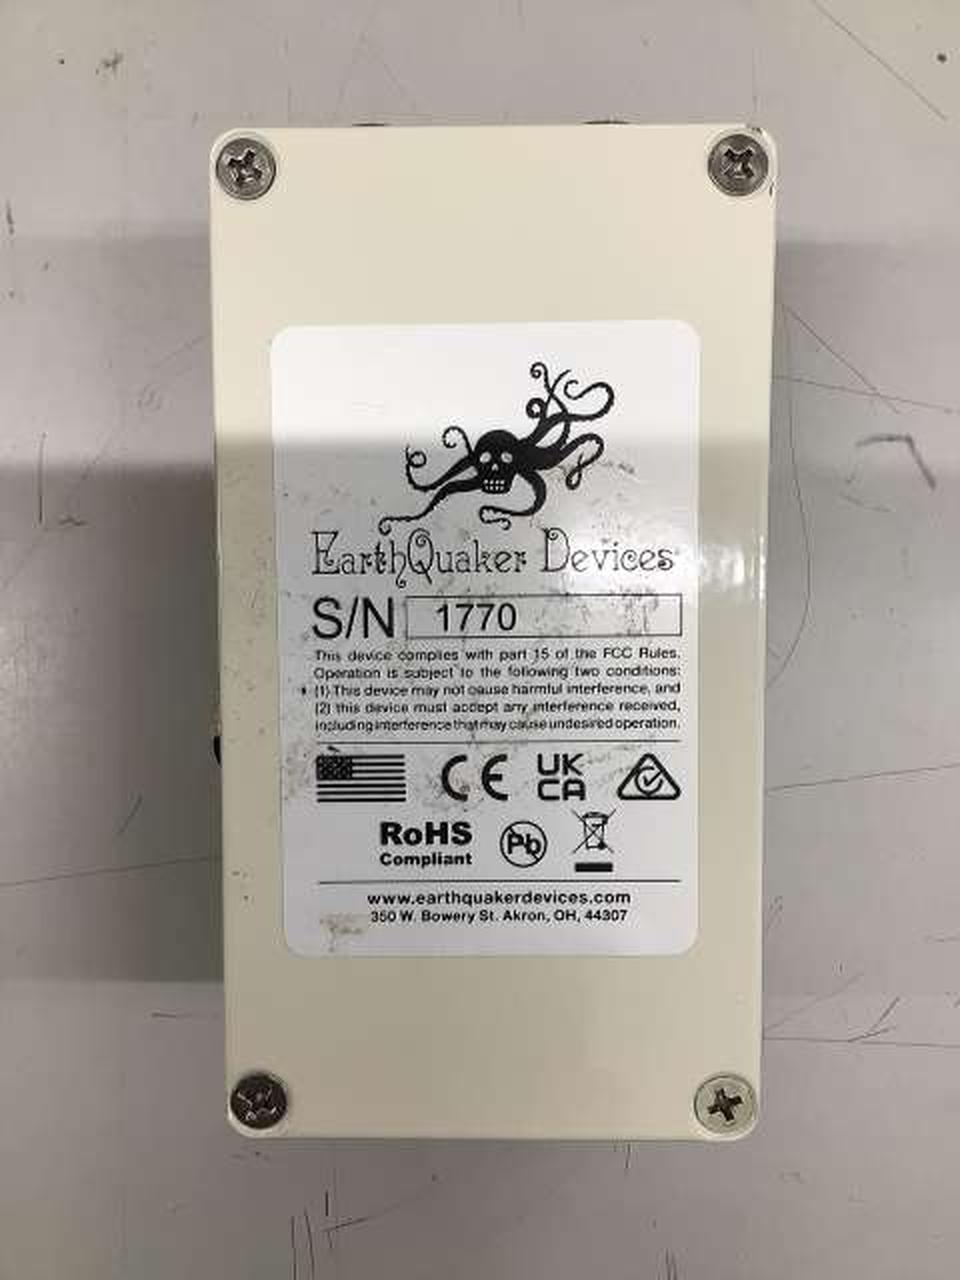 EarthQuaker Devices
S/N 1770
This device complies with part 15 of the FCC Rules.
Operation is subject to the following two conditions:
(1) This device may not cause harmful interference, and
(2) this device must accept any interference received,
including interference that may cause undesired operation.
CE UK
CA
RoHS
Compliant
Pb
www.earthquakerdevices.com
350 W. Bowery St. Akron, OH, 44307